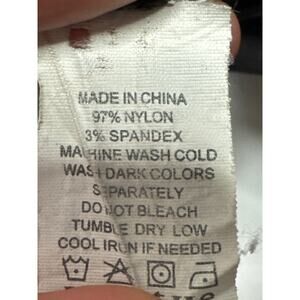 MADE IN CHINA
97% NYLON
3% SPANDEX
MACHINE WASH COLD
WASH DARK COLORS
SEPARATELY
DO NOT BLEACH
TUMBLE DRY LOW
COOL IRON IF NEEDED